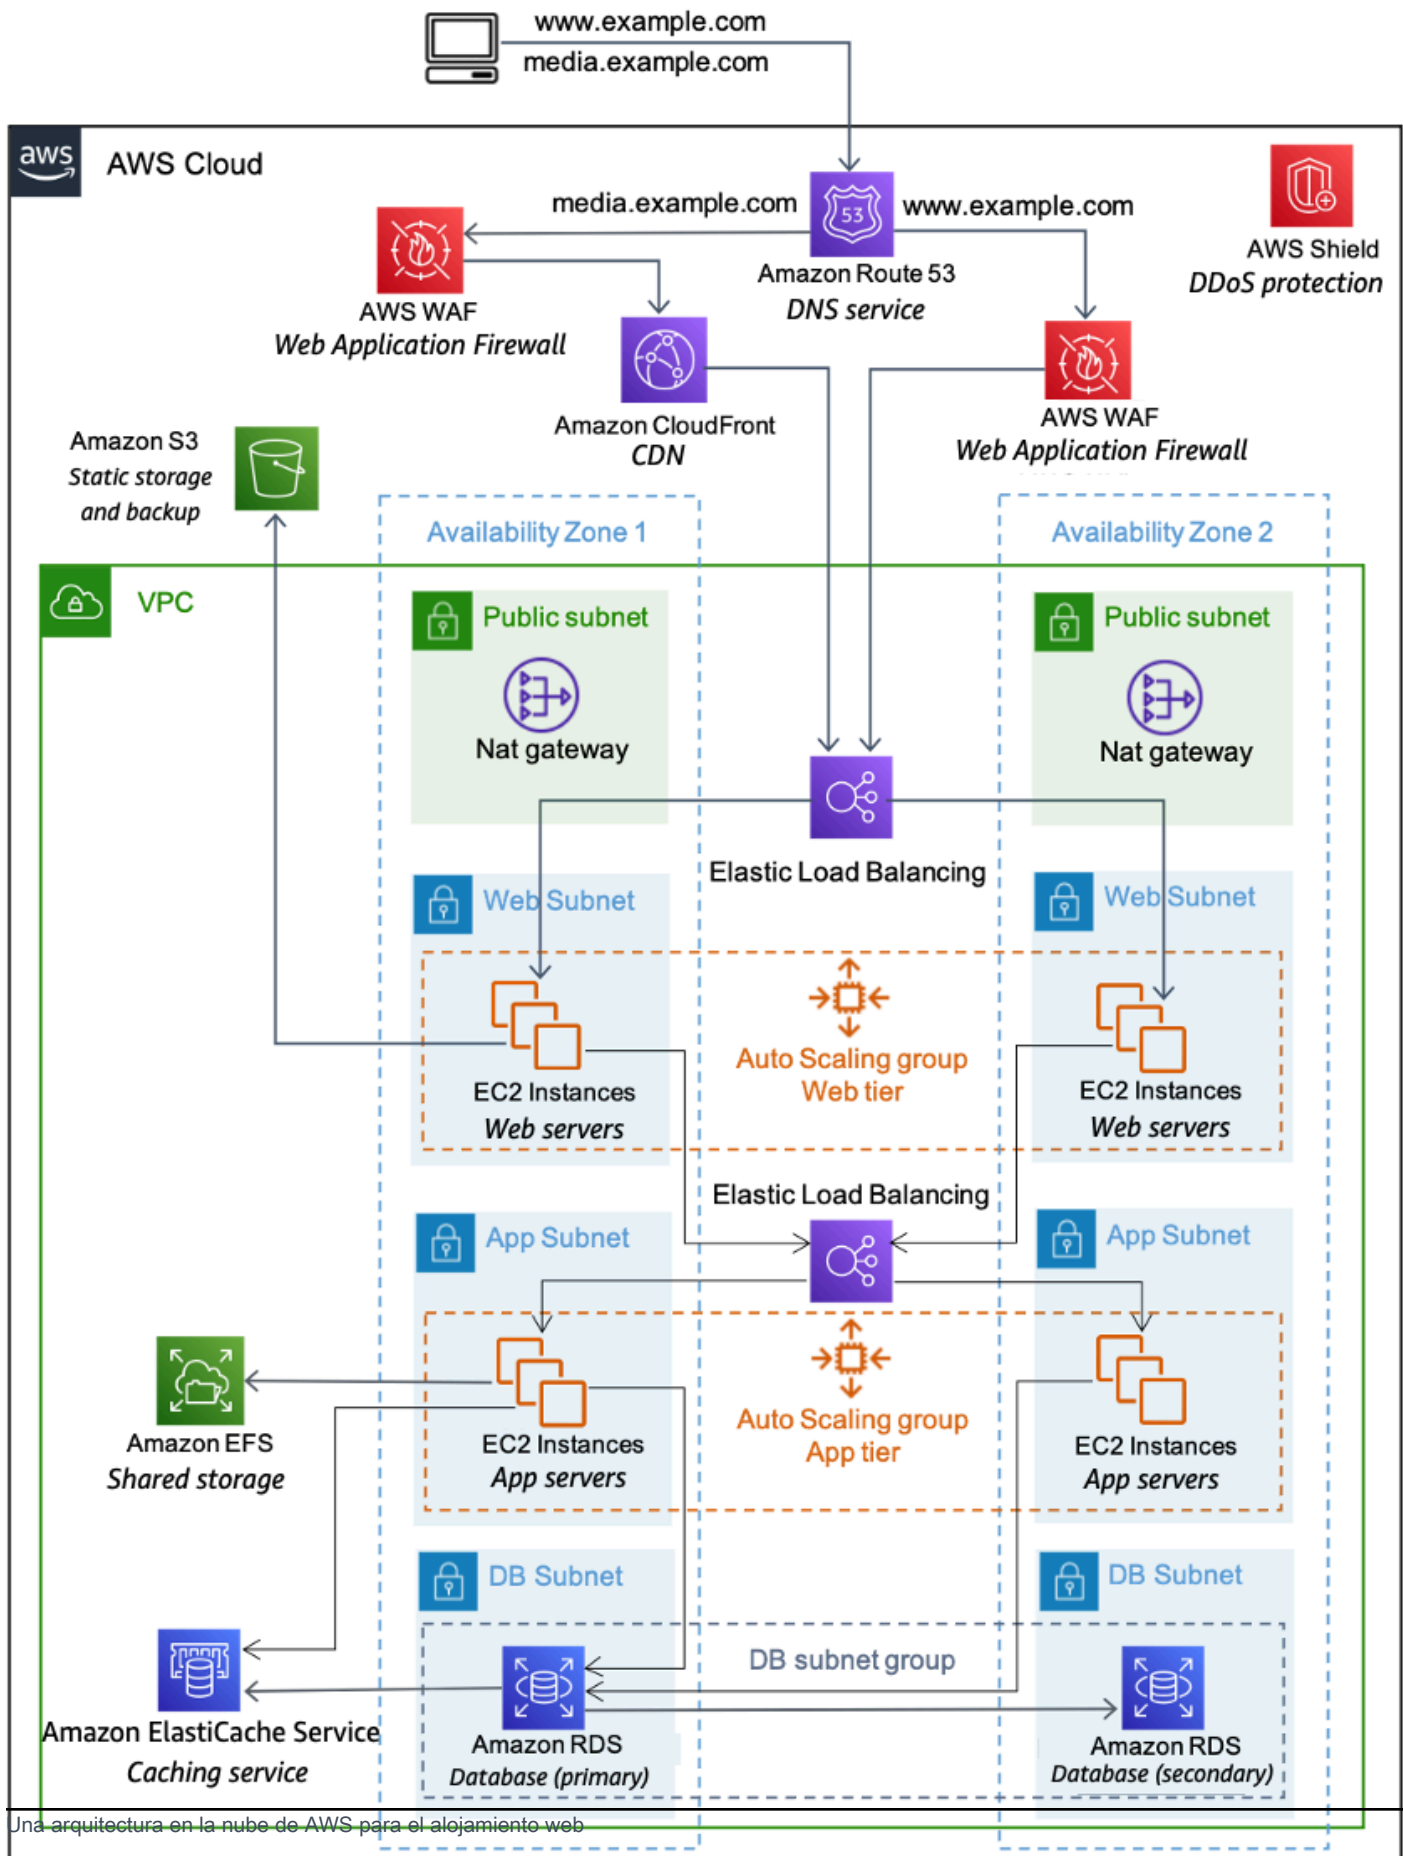 www.example.com
media.example.com
aws
AWS Cloud
media.example.com
53
www.example.com
Amazon Route 53
DNS service
AWS Shield
DDoS protection
AWS WAF
Web Application Firewall
Amazon CloudFront
CDN
AWS WAF
Web Application Firewall
Amazon S3
Static storage
and backup
Availability Zone 1
Availability Zone 2
VPC
Public subnet
Nat gateway
Public subnet
Nat gateway
Elastic Load Balancing
Web Subnet
Web Subnet
EC2 Instances
Web servers
Auto Scaling group
Web tier
EC2 Instances
Web servers
Elastic Load Balancing
App Subnet
App Subnet
Amazon EFS
Shared storage
EC2 Instances
App servers
Auto Scaling group
App tier
EC2 Instances
App servers
DB Subnet
DB Subnet
DB subnet group
Amazon ElastiCache Service
Caching service
Amazon RDS
Database (primary)
Amazon RDS
Database (secondary)
Una arquitectura en la nube de AWS para el alojamiento web